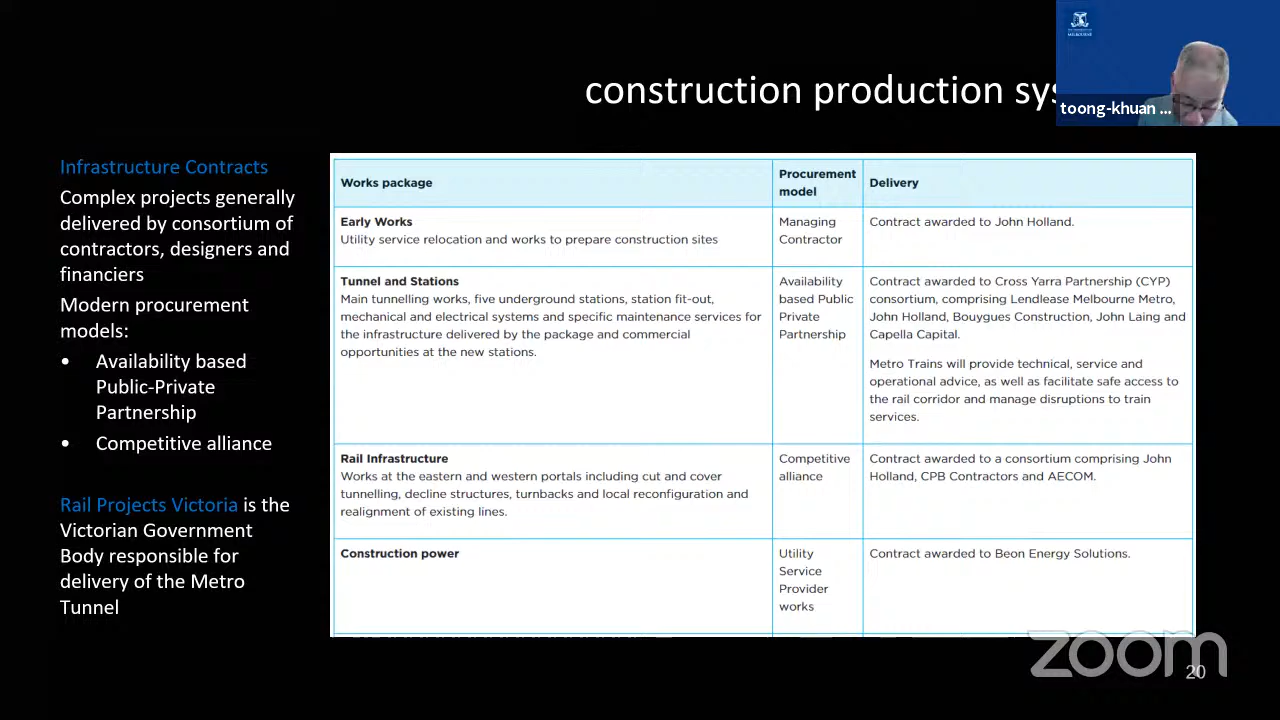 construction production sys
MELBOURNE
toong-khuan ...
Infrastructure Contracts
Complex projects generally
delivered by consortium of
contractors, designers and
financiers
Modern procurement
models:
• Availability based
Public-Private
Partnership
• Competitive alliance
Rail Projects Victoria is the
Victorian Government
Body responsible for
delivery of the Metro
Tunnel
Works package
Procurement
model
Delivery
Early Works
Utility service relocation and works to prepare construction sites
Managing
Contractor
Contract awarded to John Holland.
Tunnel and Stations
Main tunnelling works, five underground stations, station fit-out,
mechanical and electrical systems and specific maintenance services for
the infrastructure delivered by the package and commercial
opportunities at the new stations.
Availability
based Public
Private
Partnership
Contract awarded to Cross Yarra Partnership (CYP)
consortium, comprising Lendlease Melbourne Metro,
John Holland, Bouygues Construction, John Laing and
Capella Capital.
Metro Trains will provide technical, service and
operational advice, as well as facilitate safe access to
the rail corridor and manage disruptions to train
services.
Rail Infrastructure
Works at the eastern and western portals including cut and cover
tunnelling, decline structures, turnbacks and local reconfiguration and
realignment of existing lines.
Competitive
alliance
Contract awarded to a consortium comprising John
Holland, CPB Contractors and AECOM.
Construction power
Utility
Service
Provider
works
Contract awarded to Beon Energy Solutions.
zoom
20